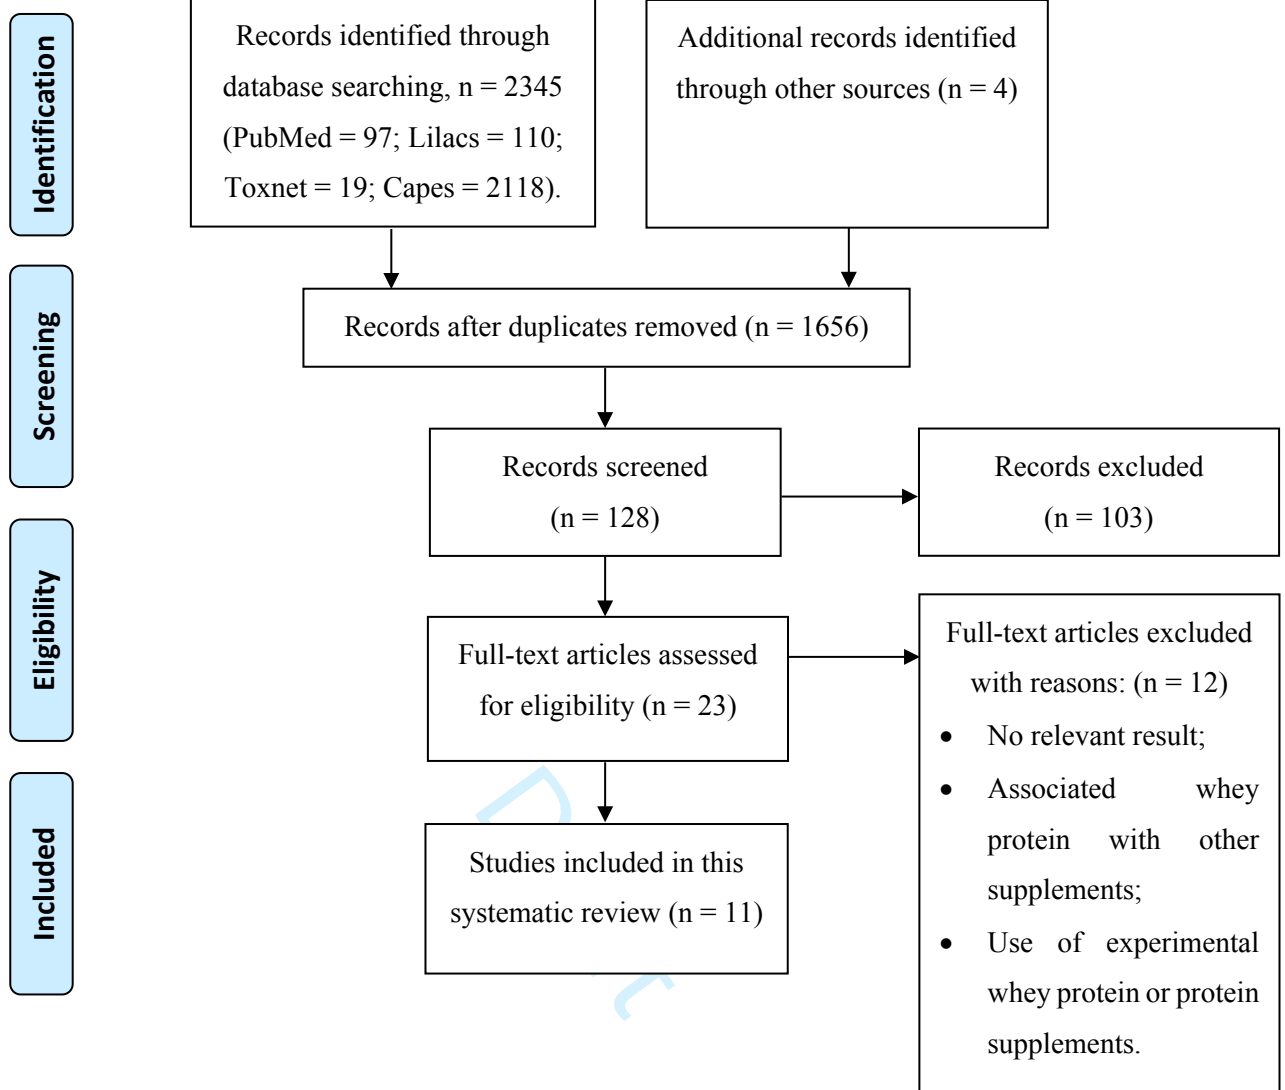 Identification
Records identified through
database searching, n = 2345
(PubMed = 97; Lilacs = 110;
Toxnet = 19; Capes = 2118).
Additional records identified
through other sources (n = 4)
Screening
Records after duplicates removed (n = 1656)
Records screened
(n = 128)
Records excluded
(n = 103)
Eligibility
Full-text articles assessed
for eligibility (n = 23)
Full-text articles excluded
with reasons: (n = 12)
• No relevant result;
• Associated whey
protein with other
supplements;
• Use of experimental
whey protein or protein
supplements.
Included
Studies included in this
systematic review (n = 11)